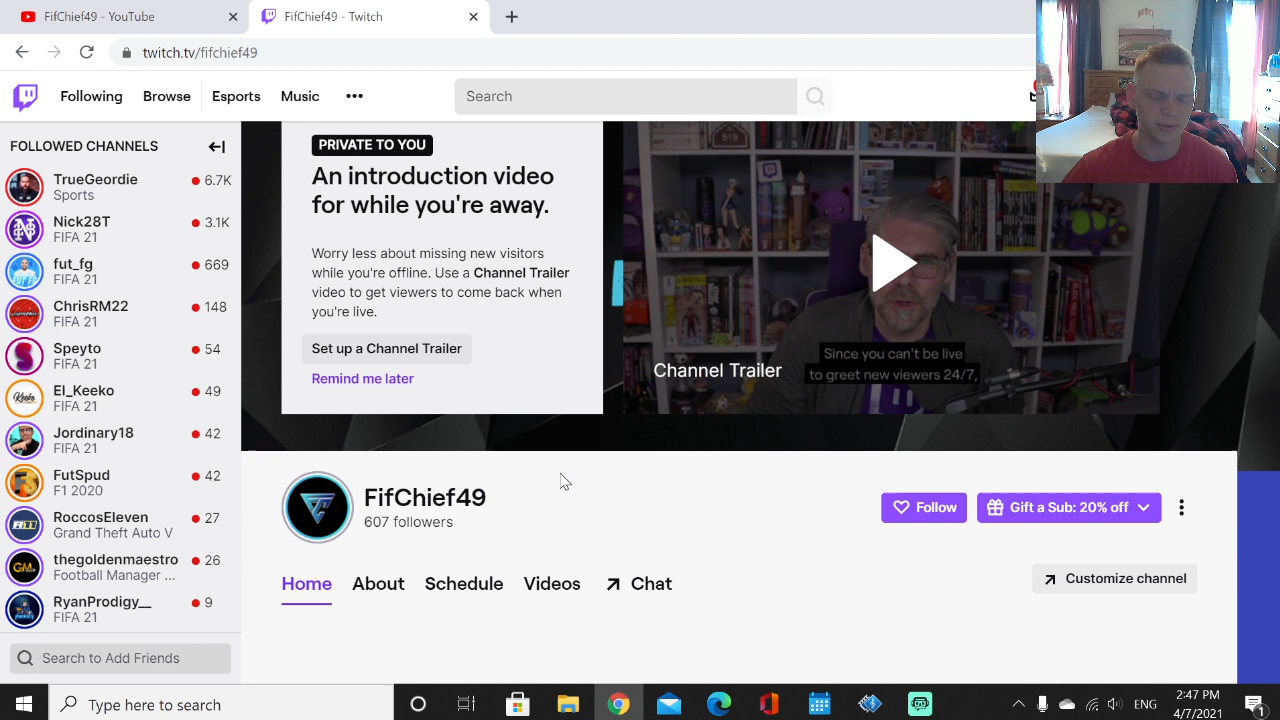 FifChief49 - YouTube
FifChief49 - Twitch
twitch.tv/fifchief49
Following Browse Esports Music
Search
FOLLOWED CHANNELS
TrueGeordie 6.7K
Sports
Nick28T 3.1K
FIFA 21
fut_fg 669
FIFA 21
ChrisRM22 148
FIFA 21
Speyto 54
FIFA 21
El_Keeko 49
FIFA 21
Jordinary18 42
FIFA 21
FutSpud 42
F1 2020
RoccosEleven 27
Grand Theft Auto V
thegoldenmaestro 26
Football Manager ...
RyanProdigy__ 9
FIFA 21
Search to Add Friends
PRIVATE TO YOU
An introduction video
for while you're away.
Worry less about missing new visitors
while you're offline. Use a Channel Trailer
video to get viewers to come back when
you're live.
Set up a Channel Trailer
Remind me later
519
Channel Trailer
Since you can't be live
to greet new viewers 24/7,
FifChief49
607 followers
Follow
Gift a Sub: 20% off
Home About Schedule Videos Chat
Customize channel
Type here to search
ENG
2:47 PM
4/7/2021
1